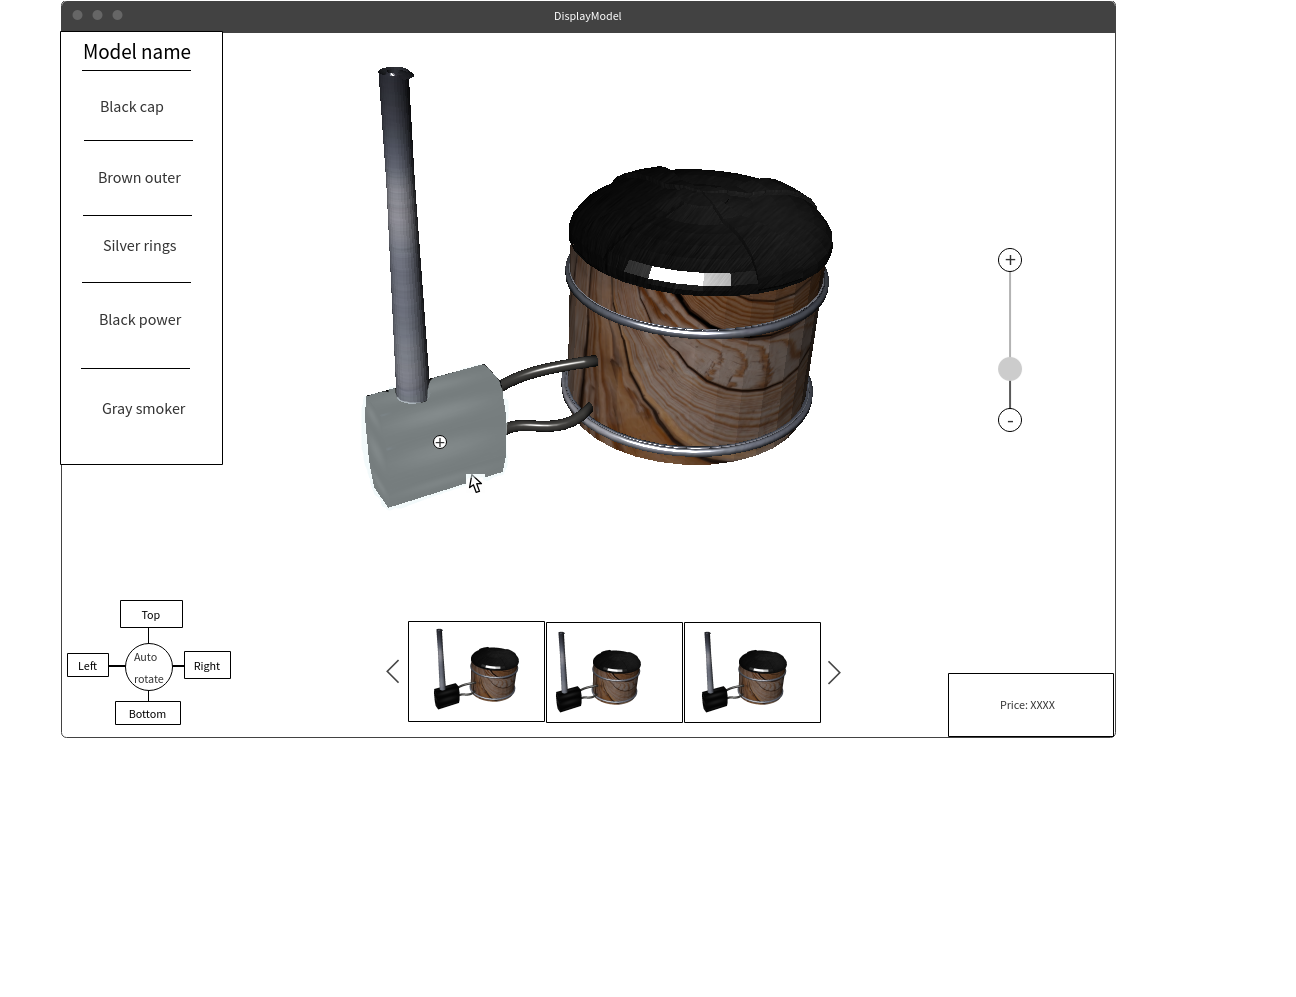 DisplayModel
Model name
Black cap
Brown outer
Silver rings
Black power
Gray smoker
+
+
-
Top
Left
Auto
rotate
Right
Bottom
Price: XXXX